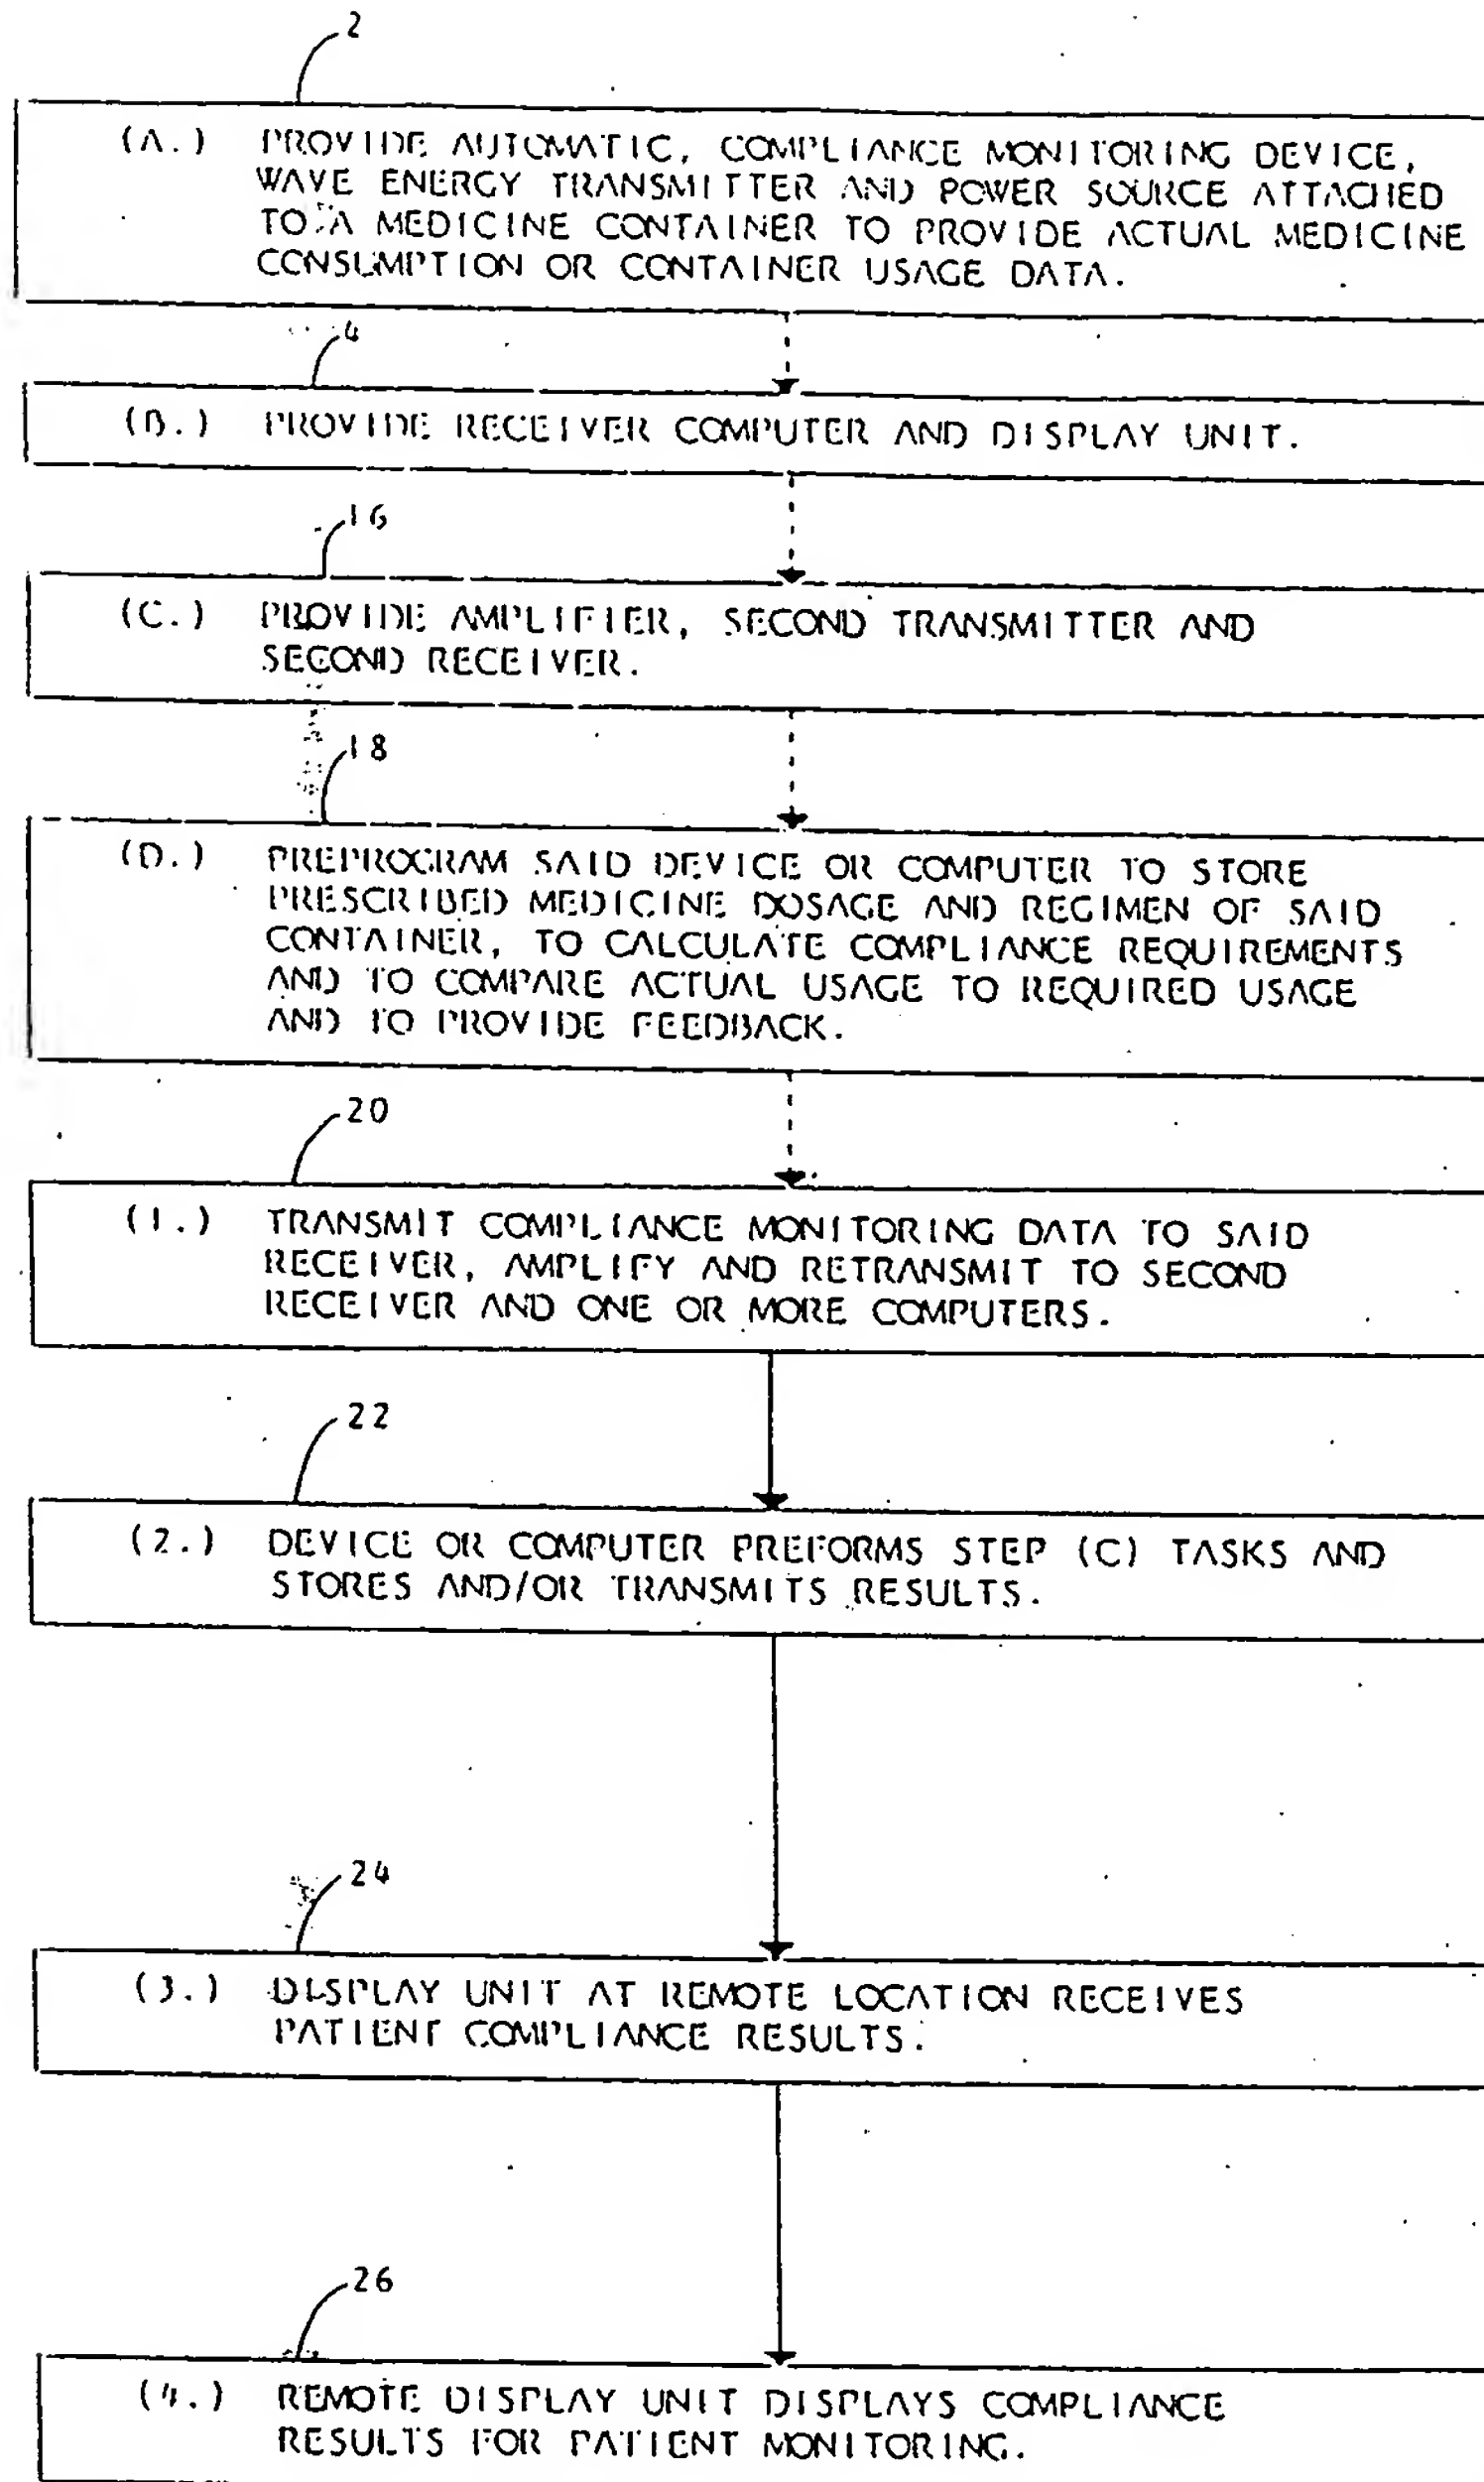 2
(A.) PROVIDE AUTOMATIC, COMPLIANCE MONITORING DEVICE,
WAVE ENERGY TRANSMITTER AND POWER SOURCE ATTACHED
TO A MEDICINE CONTAINER TO PROVIDE ACTUAL MEDICINE
CONSUMPTION OR CONTAINER USAGE DATA.
4
(B.) PROVIDE RECEIVER COMPUTER AND DISPLAY UNIT.
16
(C.) PROVIDE AMPLIFIER, SECOND TRANSMITTER AND
SECOND RECEIVER.
18
(D.) PREPROGRAM SAID DEVICE OR COMPUTER TO STORE
PRESCRIBED MEDICINE DOSAGE AND REGIMEN OF SAID
CONTAINER, TO CALCULATE COMPLIANCE REQUIREMENTS
AND TO COMPARE ACTUAL USAGE TO REQUIRED USAGE
AND TO PROVIDE FEEDBACK.
20
(1.) TRANSMIT COMPLIANCE MONITORING DATA TO SAID
RECEIVER, AMPLIFY AND RETRANSMIT TO SECOND
RECEIVER AND ONE OR MORE COMPUTERS.
22
(2.) DEVICE OR COMPUTER PREFORMS STEP (C) TASKS AND
STORES AND/OR TRANSMITS RESULTS.
24
(3.) DISPLAY UNIT AT REMOTE LOCATION RECEIVES
PATIENT COMPLIANCE RESULTS.
26
(4.) REMOTE DISPLAY UNIT DISPLAYS COMPLIANCE
RESULTS FOR PATIENT MONITORING.